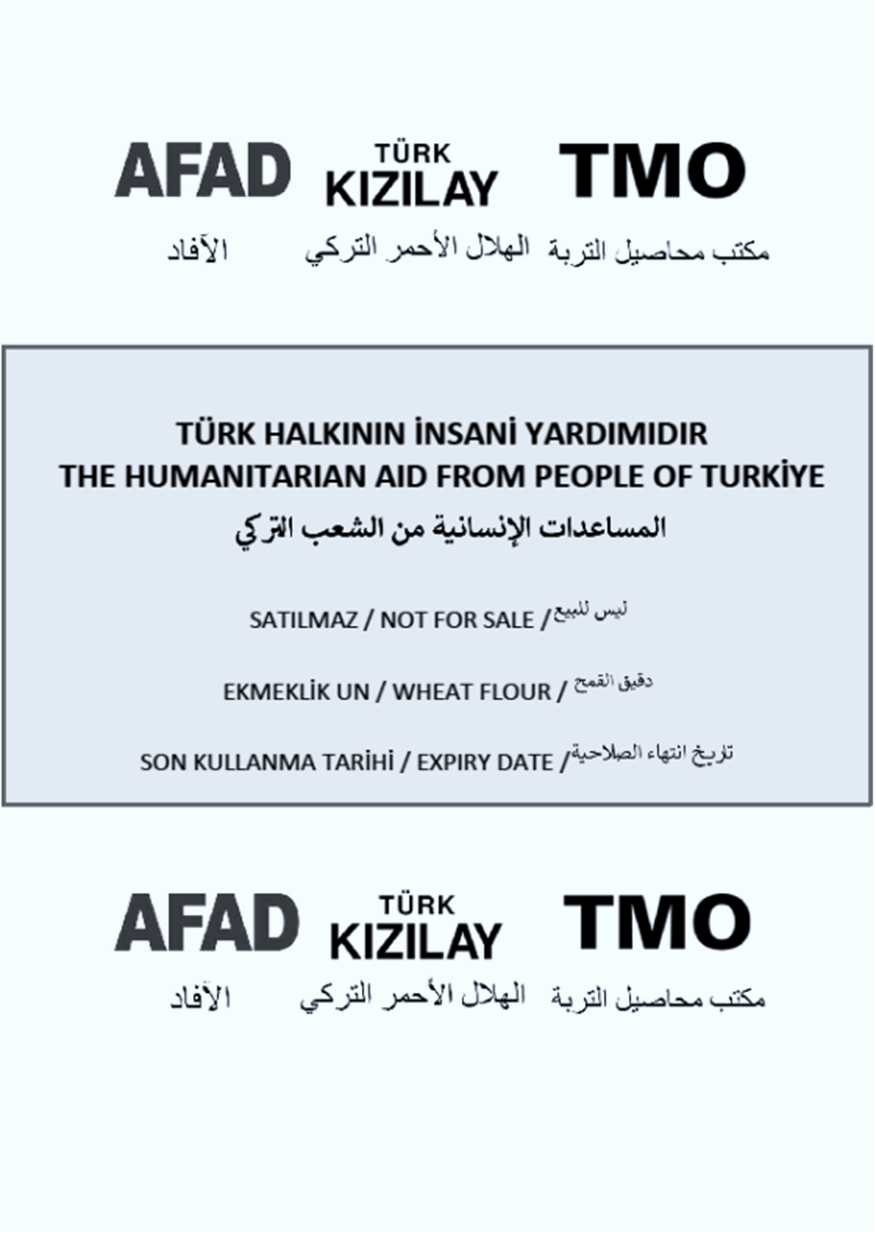 AFAD TÜRK KIZILAY TMO
الآفاد الهلال الأحمر التركي مكتب محاصيل التربة
TÜRK HALKININ İNSANİ YARDIMIDIR
THE HUMANITARIAN AID FROM PEOPLE OF TURKİYE
المساعدات الإنسانية من الشعب التركي
SATILMAZ / NOT FOR SALE / ليس للبيع
EKMEKLİK UN / WHEAT FLOUR / دقيق القمح
SON KULLANMA TARİHİ / EXPIRY DATE / تاريخ انتهاء الصلاحية
AFAD TÜRK KIZILAY TMO
الآفاد الهلال الأحمر التركي مكتب محاصيل التربة